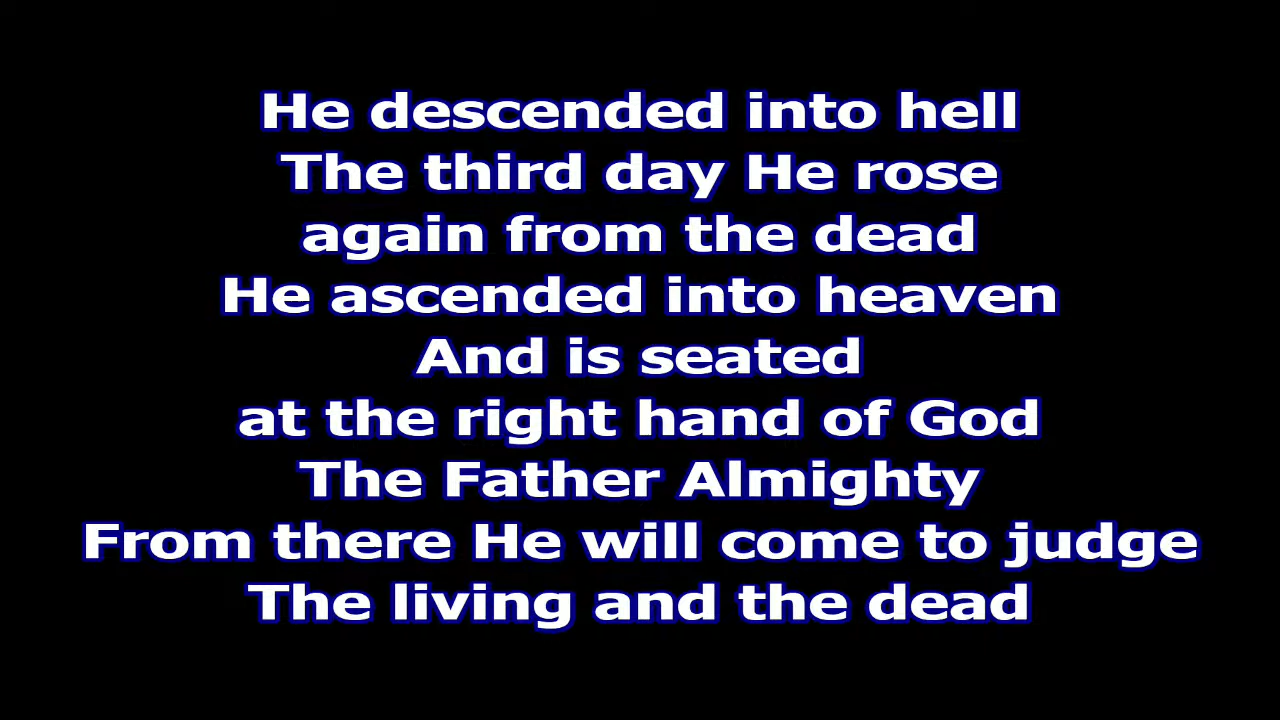 He descended into hell
The third day He rose
again from the dead
He ascended into heaven
And is seated
at the right hand of God
The Father Almighty
From there He will come to judge
The living and the dead